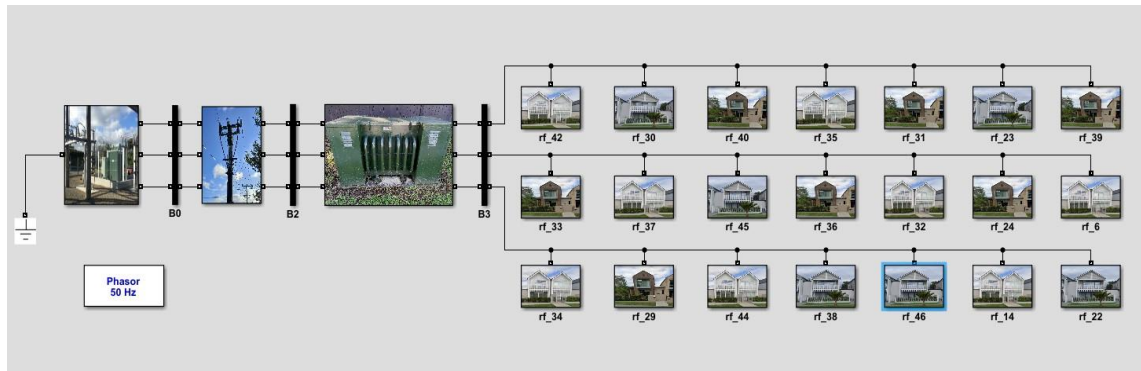 rf_42 rf_30 rf_40 rf_35 rf_31 rf_23 rf_39
B0 B2 B3
rf_33 rf_37 rf_45 rf_36 rf_32 rf_24 rf_6
Phasor
50 Hz
rf_34 rf_29 rf_44 rf_38 rf_46 rf_14 rf_22